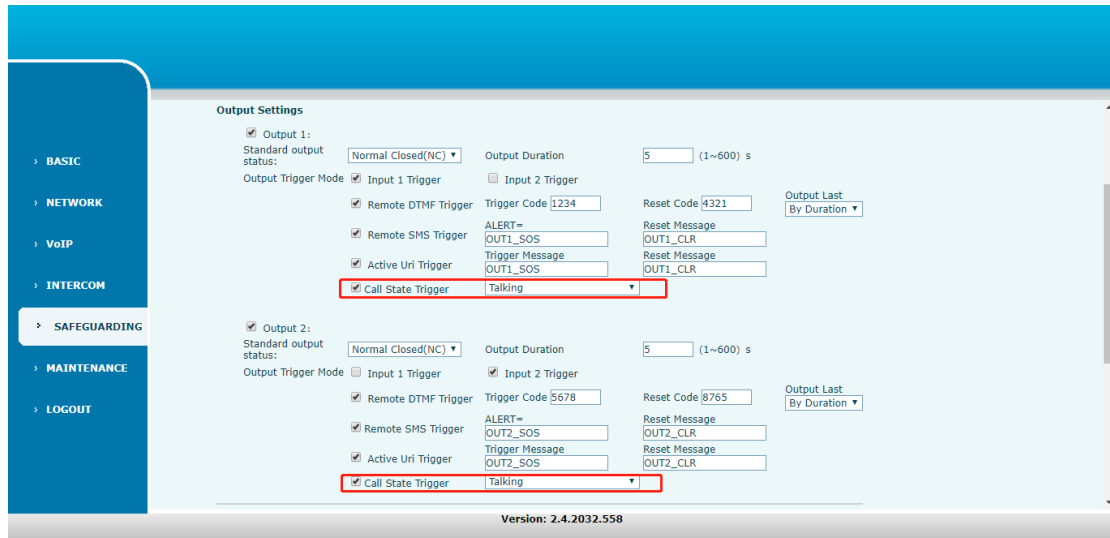 Output Settings
Output 1:
Standard output status:
Normal Closed(NC)
Output Duration
5
(1~600) s
Output Trigger Mode
Input 1 Trigger
Input 2 Trigger
Remote DTMF Trigger
Trigger Code
1234
Reset Code
4321
Output Last
By Duration
Remote SMS Trigger
ALERT=
OUT1_SOS
Reset Message
OUT1_CLR
Active Uri Trigger
Trigger Message
OUT1_SOS
Reset Message
OUT1_CLR
Call State Trigger
Talking
Output 2:
Standard output status:
Normal Closed(NC)
Output Duration
5
(1~600) s
Output Trigger Mode
Input 1 Trigger
Input 2 Trigger
Remote DTMF Trigger
Trigger Code
5678
Reset Code
8765
Output Last
By Duration
Remote SMS Trigger
ALERT=
OUT2_SOS
Reset Message
OUT2_CLR
Active Uri Trigger
Trigger Message
OUT2_SOS
Reset Message
OUT2_CLR
Call State Trigger
Talking
› BASIC
› NETWORK
› VoIP
› INTERCOM
› SAFEGUARDING
› MAINTENANCE
› LOGOUT
Version: 2.4.2032.558